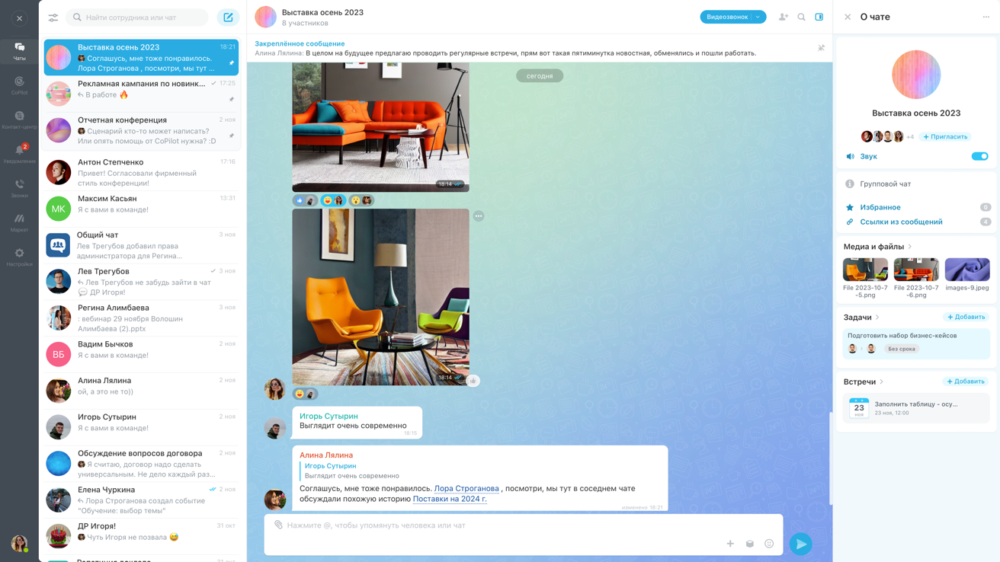 Чаты
CoPilot
Контакт-центр
2
Уведомления
Звонки
Маркет
Настройки
Найти сотрудника или чат
Выставка осень 2023
18:21
Соглашусь, мне тоже понравилось.
Лора Строганова , посмотри, мы тут ...
Рекламная кампания по новинк...
17:25
В работе 🔥
Отчетная конференция
2 ноя
Сценарий кто-то может написать?
Или опять помощь от CoPilot нужна? :D
Антон Степченко
17:16
Привет! Согласовали фирменный
стиль конференции!
МК
Максим Касьян
13:31
Я с вами в команде!
Общий чат
3 ноя
Лев Трегубов добавил права
администратора для Регина...
Лев Трегубов
3 ноя
Лев Трегубов не забудь зайти в чат
💬 ДР Игоря!
Регина Алимбаева
3 ноя
: вебинар 29 ноября Волошин
Алимбаева (2).pptx
ВБ
Вадим Бычков
2 ноя
Я с вами в команде!
Алина Лялина
2 ноя
ой, а это не то))
Игорь Сутырин
2 ноя
Я с вами в команде!
Обсуждение вопросов договора
2 ноя
Я считаю, договор надо сделать
универсальным. Не дело каждый раз...
Елена Чуркина
2 ноя
Лора Строганова создал событие
"Обучение: выбор темы"
ДР Игоря!
31 окт
Чуть Игоря не позвала 😅
Выставка осень 2023
8 участников
Видеозвонок
Закреплённое сообщение
Алина Лялина: В целом на будущее предлагаю проводить регулярные встречи, прям вот такая пятиминутка новостная, обменялись и пошли работать.
сегодня
18:14
18:14
Игорь Сутырин
Выглядит очень современно
18:15
Алина Лялина
Игорь Сутырин
Выглядит очень современно
Соглашусь, мне тоже понравилось. Лора Строганова , посмотри, мы тут в соседнем чате
обсуждали похожую историю Поставки на 2024 г.
изменено 18:21
Нажмите @, чтобы упомянуть человека или чат
О чате
Выставка осень 2023
+4
+ Пригласить
Звук
Групповой чат
Избранное
0
Ссылки из сообщений
4
Медиа и файлы
File 2023-10-7
-5.png
File 2023-10-7
-6.png
images-9.jpeg
Задачи
+ Добавить
Подготовить набор бизнес-кейсов
Без срока
Встречи
+ Добавить
23
ноя
Заполнить таблицу - осу...
23 ноя, 12:00